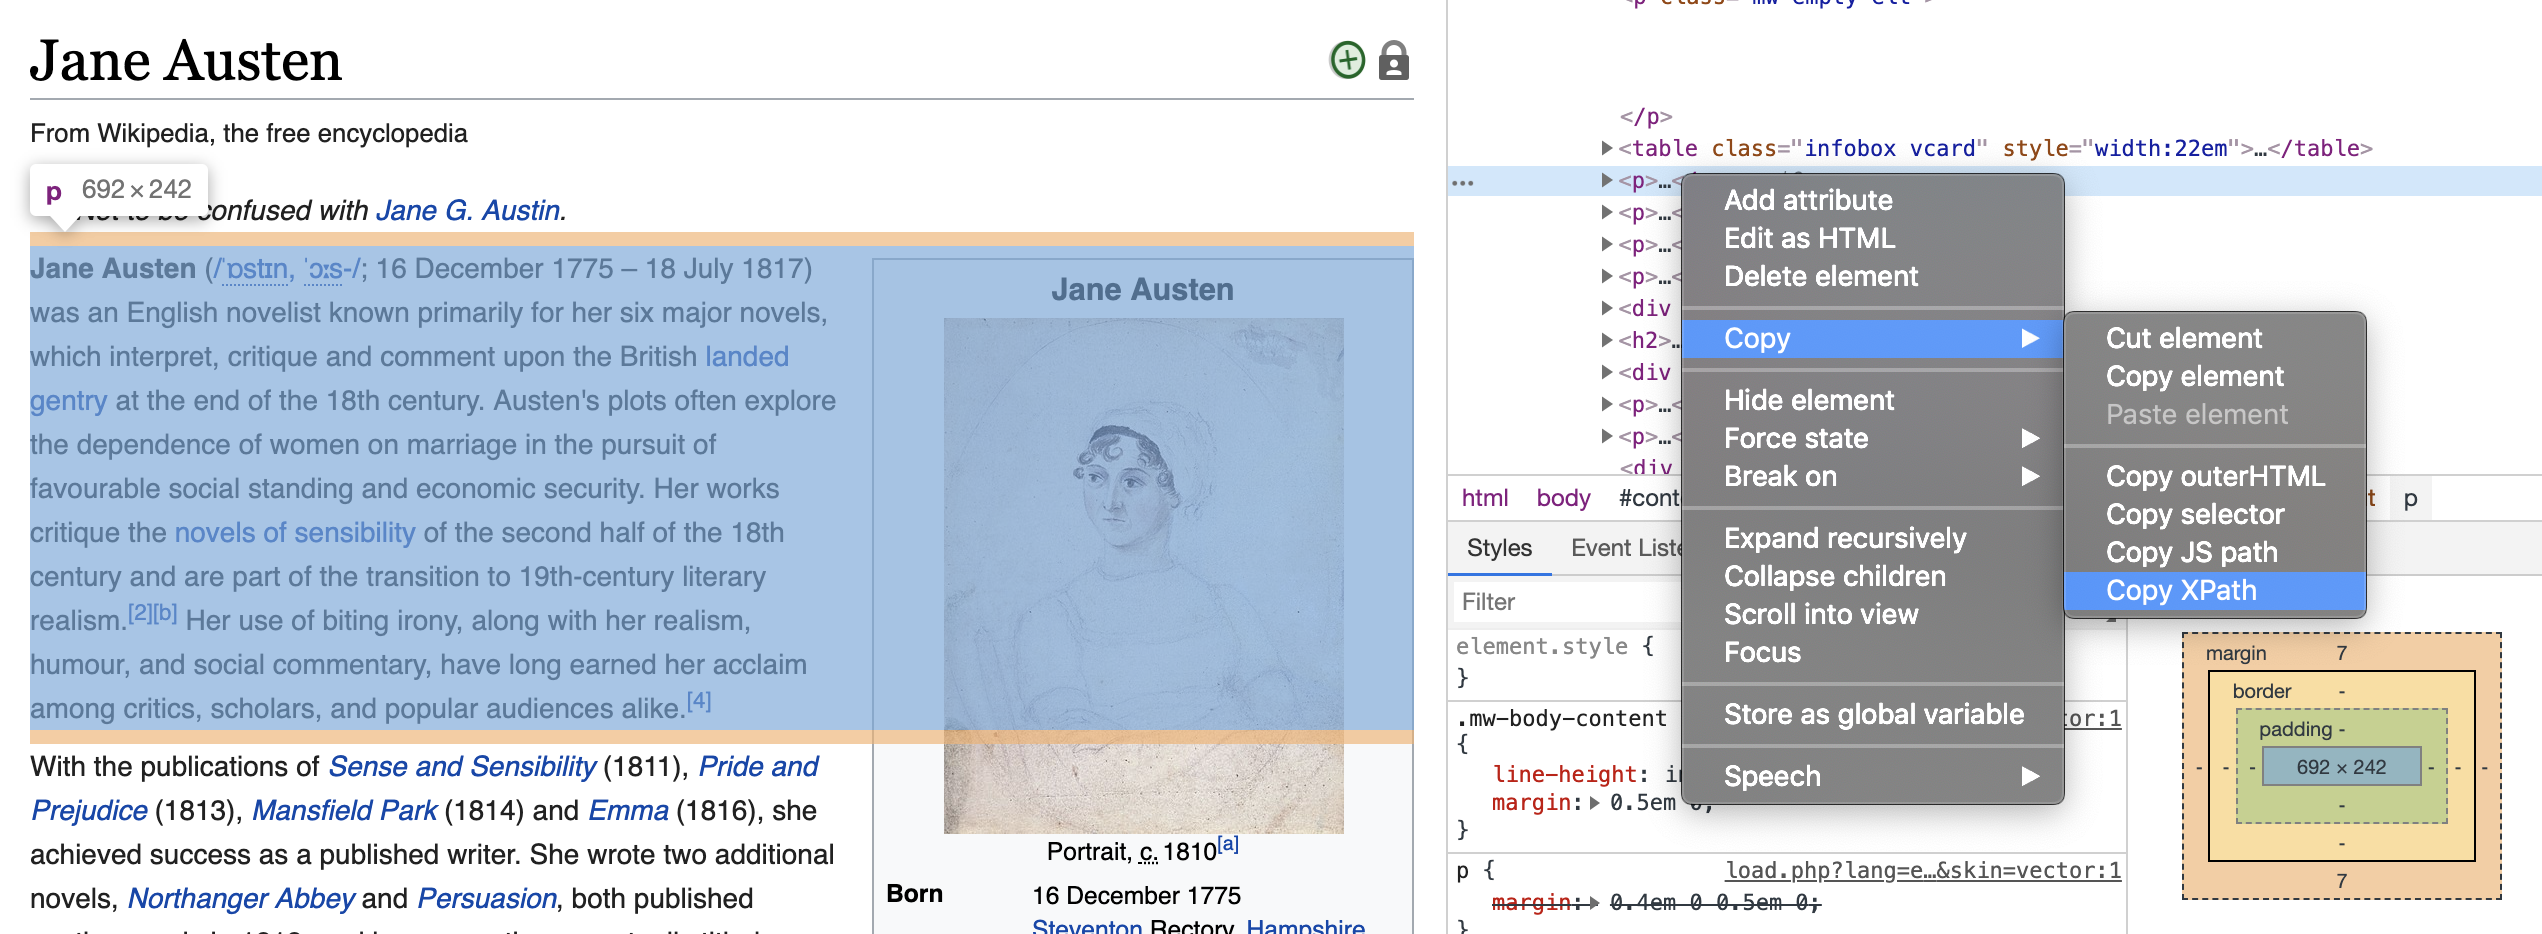 Jane Austen
From Wikipedia, the free encyclopedia
p 692 × 242
Not to be confused with Jane G. Austin.
Jane Austen (/ˈɒstɪn, ˈɔːs-/; 16 December 1775 – 18 July 1817)
was an English novelist known primarily for her six major novels,
which interpret, critique and comment upon the British landed
gentry at the end of the 18th century. Austen's plots often explore
the dependence of women on marriage in the pursuit of
favourable social standing and economic security. Her works
critique the novels of sensibility of the second half of the 18th
century and are part of the transition to 19th-century literary
realism.[2][b] Her use of biting irony, along with her realism,
humour, and social commentary, have long earned her acclaim
among critics, scholars, and popular audiences alike.[4]
With the publications of Sense and Sensibility (1811), Pride and
Prejudice (1813), Mansfield Park (1814) and Emma (1816), she
achieved success as a published writer. She wrote two additional
novels, Northanger Abbey and Persuasion, both published
Jane Austen
Portrait, c. 1810[a]
Born 16 December 1775
Steventon Rectory, Hampshire
</p>
<table class="infobox vcard" style="width:22em">…</table>
… <p>…<
<p>…<
<p>…<
<p>…<
<div
<h2>…
<div
<p>…<
<p>…<
<div
html body #cont t p
Styles Event Liste
Filter
element.style {
}
.mw-body-content tor:1
{
line-height: i
margin: 0.5em 0;
}
p { load.php?lang=e…&skin=vector:1
margin: 0.4em 0 0.5em 0;
}
Add attribute
Edit as HTML
Delete element
Copy
Hide element
Force state
Break on
Expand recursively
Collapse children
Scroll into view
Focus
Store as global variable
Speech
Cut element
Copy element
Paste element
Copy outerHTML
Copy selector
Copy JS path
Copy XPath
margin 7
border -
padding -
- - - 692 × 242 - - -
-
-
7